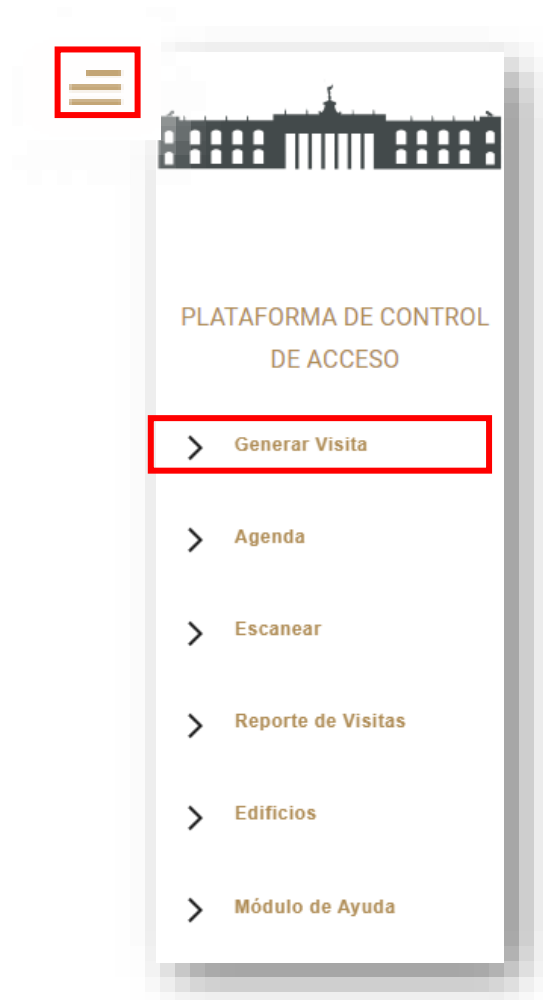 PLATAFORMA DE CONTROL
DE ACCESO
Generar Visita
Agenda
Escanear
Reporte de Visitas
Edificios
Módulo de Ayuda